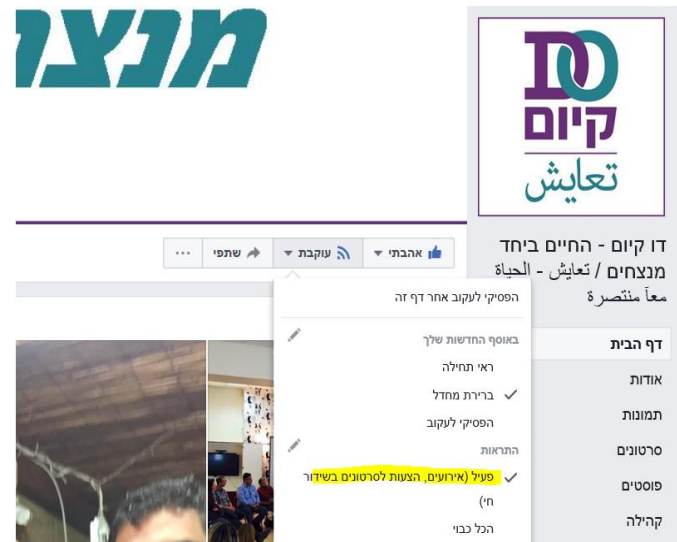 מנצח
DO
קיום
تعايش
דו קיום - החיים ביחד
מנצחים / تعايش - الحياة
معاً منتصرة
אהבתי
עוקבת
שתפי
הפסיקי לעקוב אחר דף זה
באוסף החדשות שלך
ראי תחילה
ברירת מחדל
הפסיקי לעקוב
התראות
פעיל (אירועים, הצעות לסרטונים בשידור
חי)
הכל כבוי
דף הבית
אודות
תמונות
סרטונים
פוסטים
קהילה